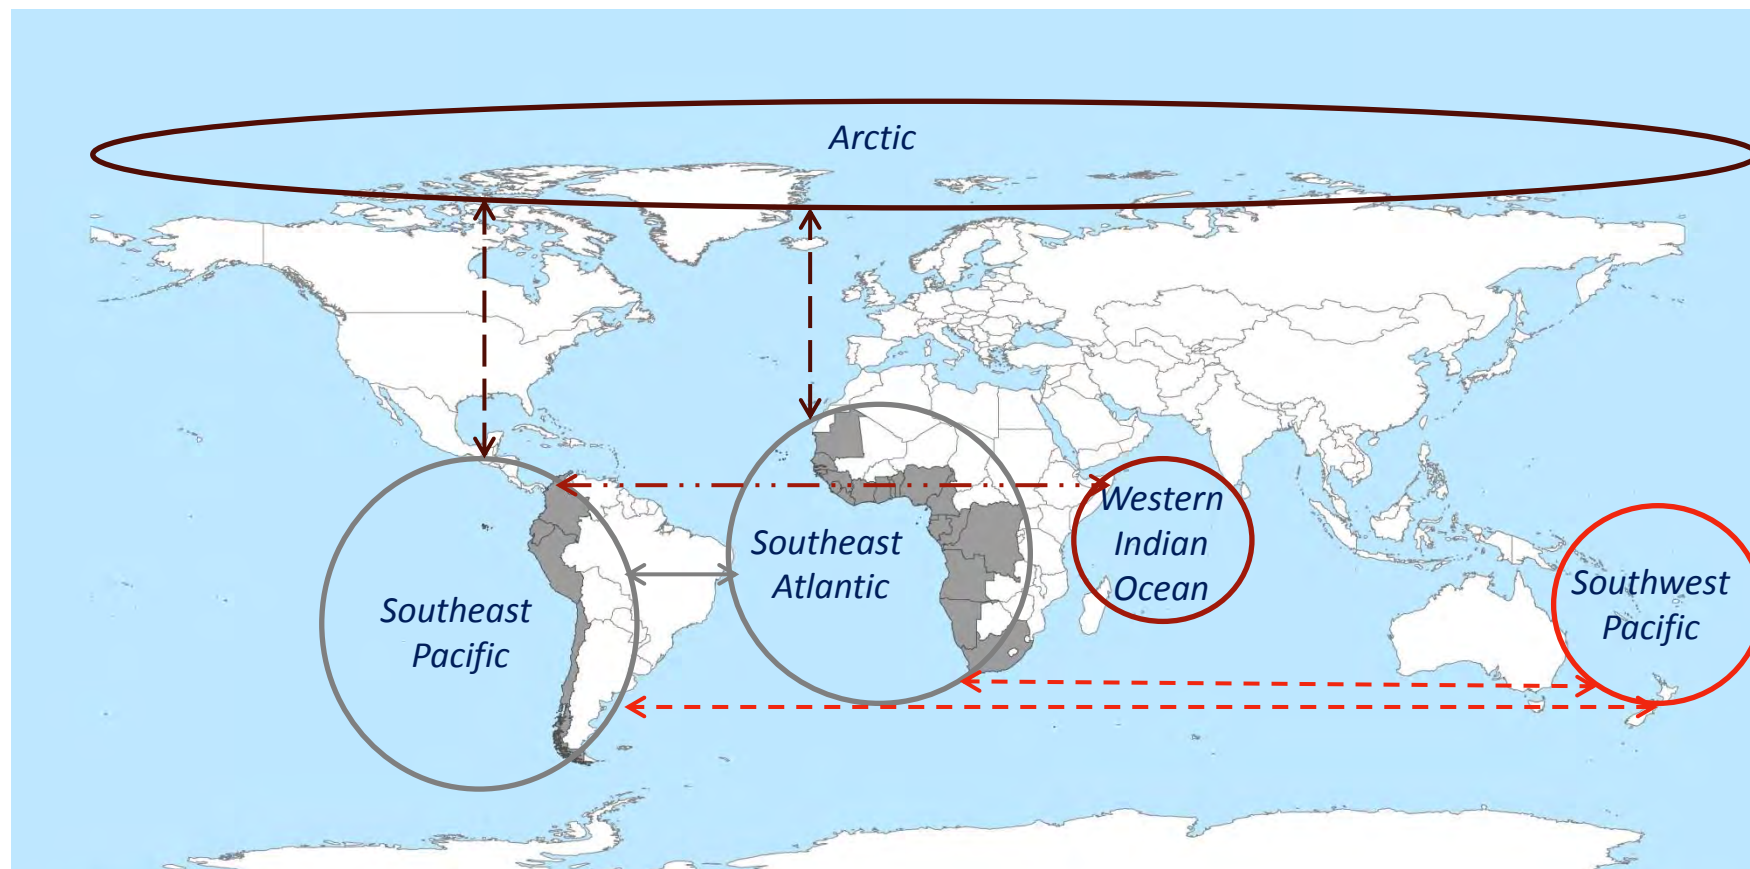 Arctic
Southeast
Pacific
Southeast
Atlantic
Western
Indian
Ocean
Southwest
Pacific